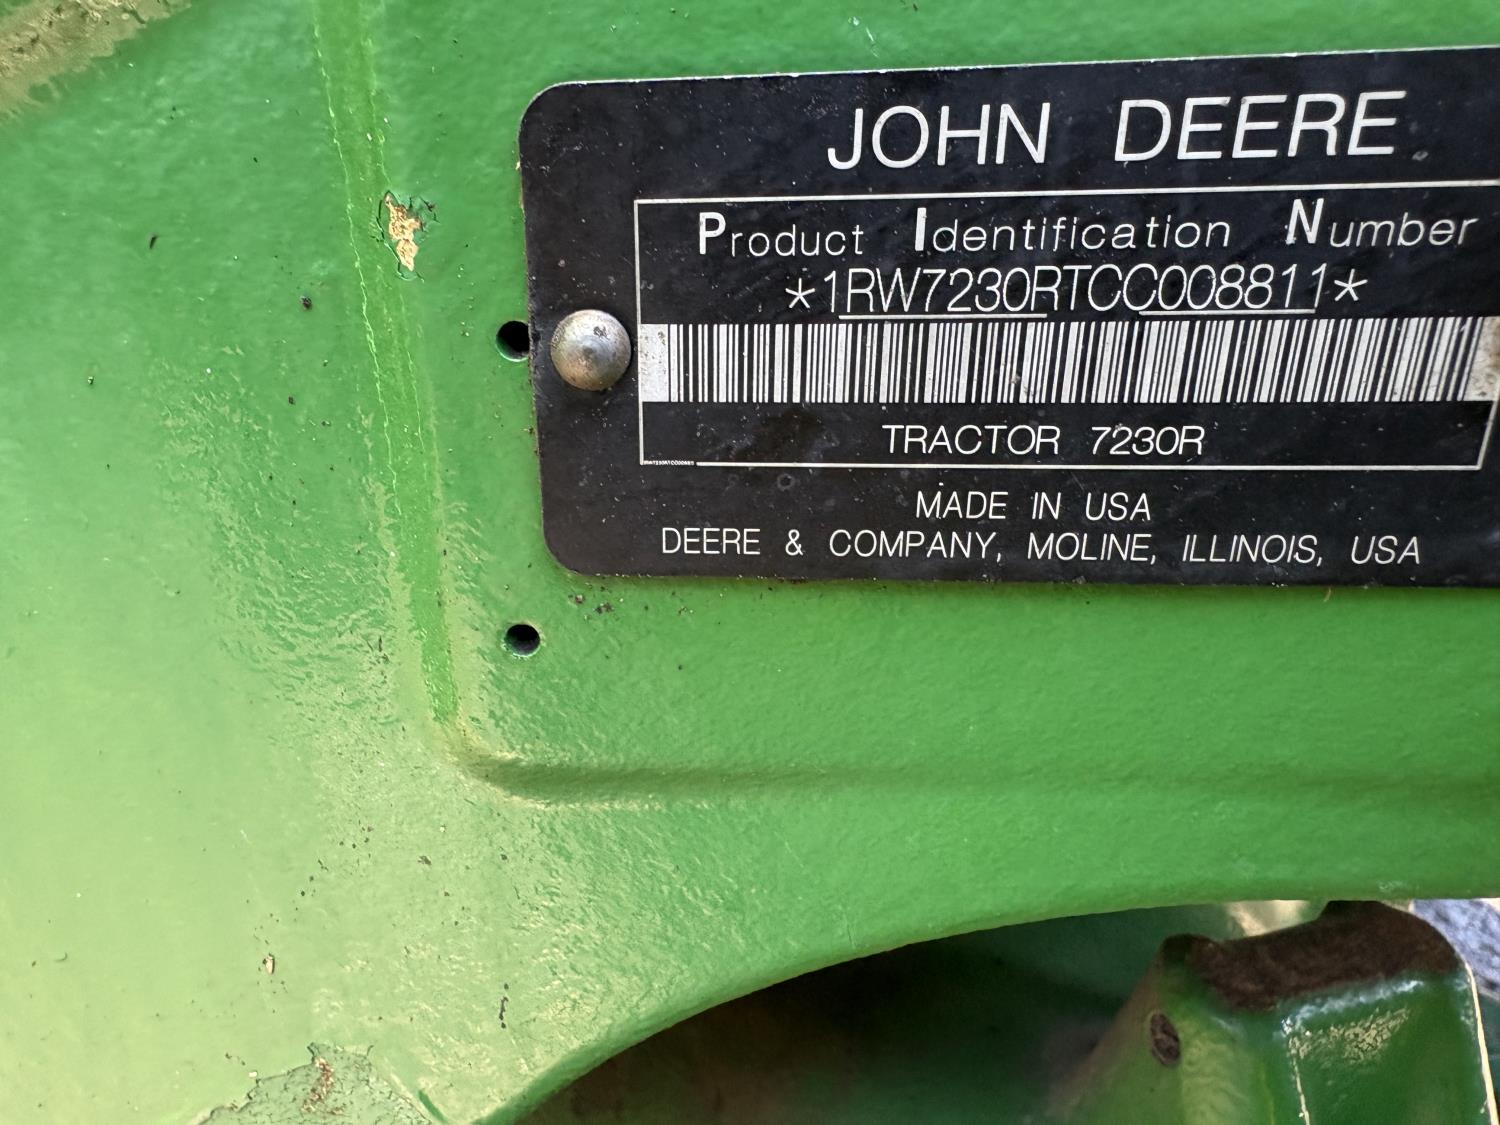 JOHN DEERE
Product Identification Number
*1RW7230RTCC008811*
TRACTOR 7230R
MADE IN USA
DEERE & COMPANY, MOLINE, ILLINOIS, USA